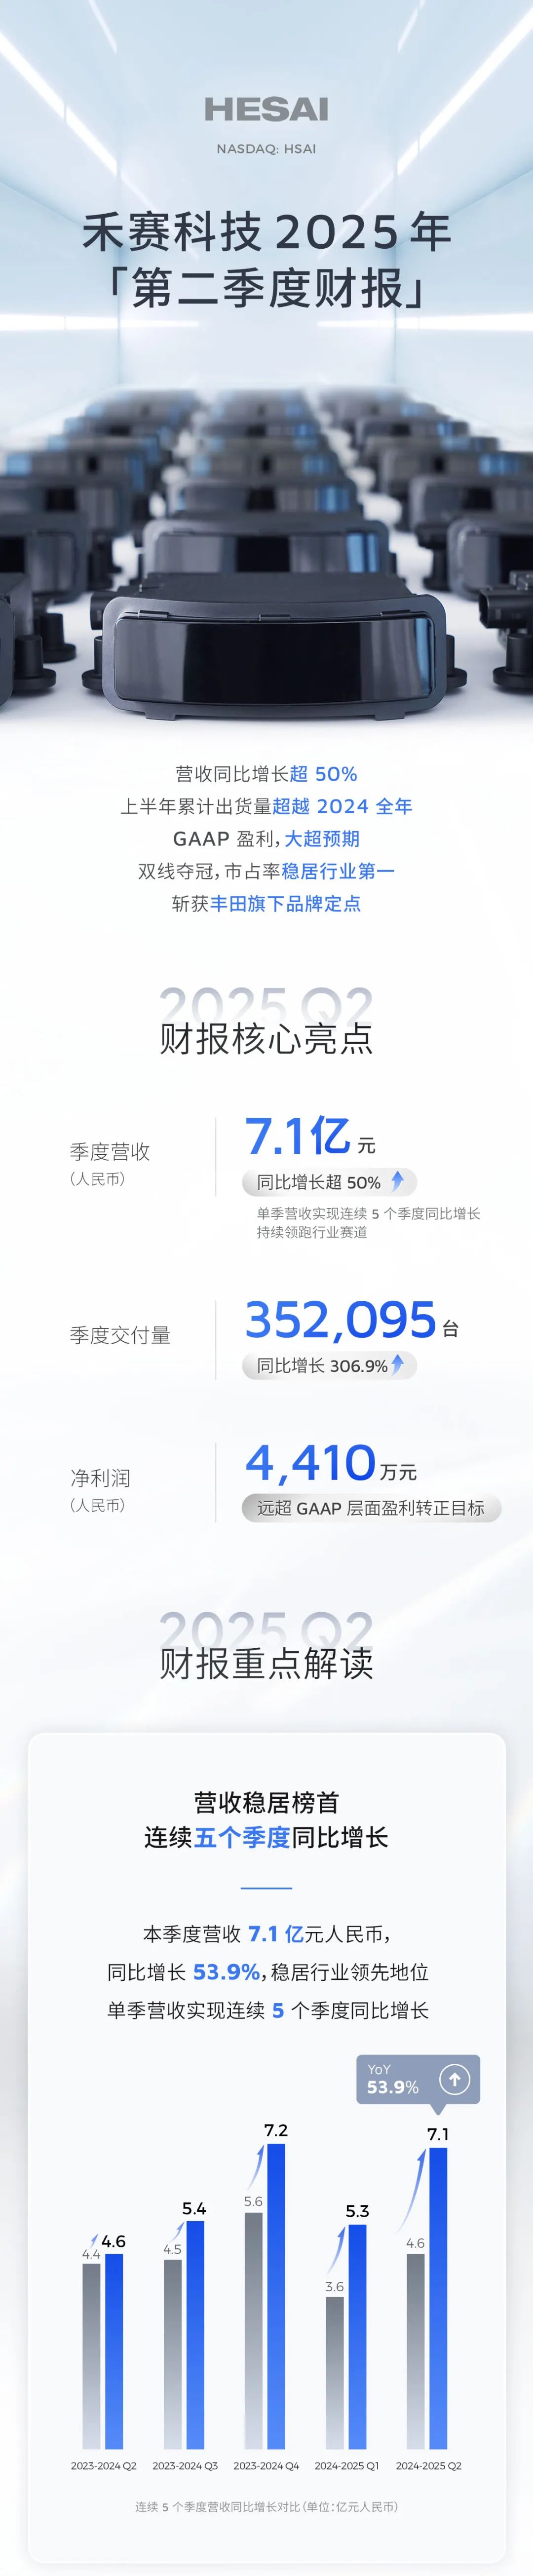 HESAI
NASDAQ: HSAI
禾赛科技 2025 年
「第二季度财报」
营收同比增长超 50%
上半年累计出货量超越 2024 全年
GAAP 盈利,大超预期
双线夺冠,市占率稳居行业第一
斩获丰田旗下品牌定点
2025 Q2
财报核心亮点
季度营收
(人民币)
7.1亿 元
同比增长超 50%
单季营收实现连续 5 个季度同比增长
持续领跑行业赛道
季度交付量
352,095 台
同比增长 306.9%
净利润
(人民币)
4,410 万元
远超 GAAP 层面盈利转正目标
2025 Q2
财报重点解读
营收稳居榜首
连续五个季度同比增长
本季度营收 7.1 亿元人民币,
同比增长 53.9%,稳居行业领先地位
单季营收实现连续 5 个季度同比增长
YoY
53.9%
4.4 4.6
4.5 5.4
5.6 7.2
3.6 5.3
4.6 7.1
2023-2024 Q2 2023-2024 Q3 2023-2024 Q4 2024-2025 Q1 2024-2025 Q2
连续 5 个季度营收同比增长对比(单位:亿元人民币)